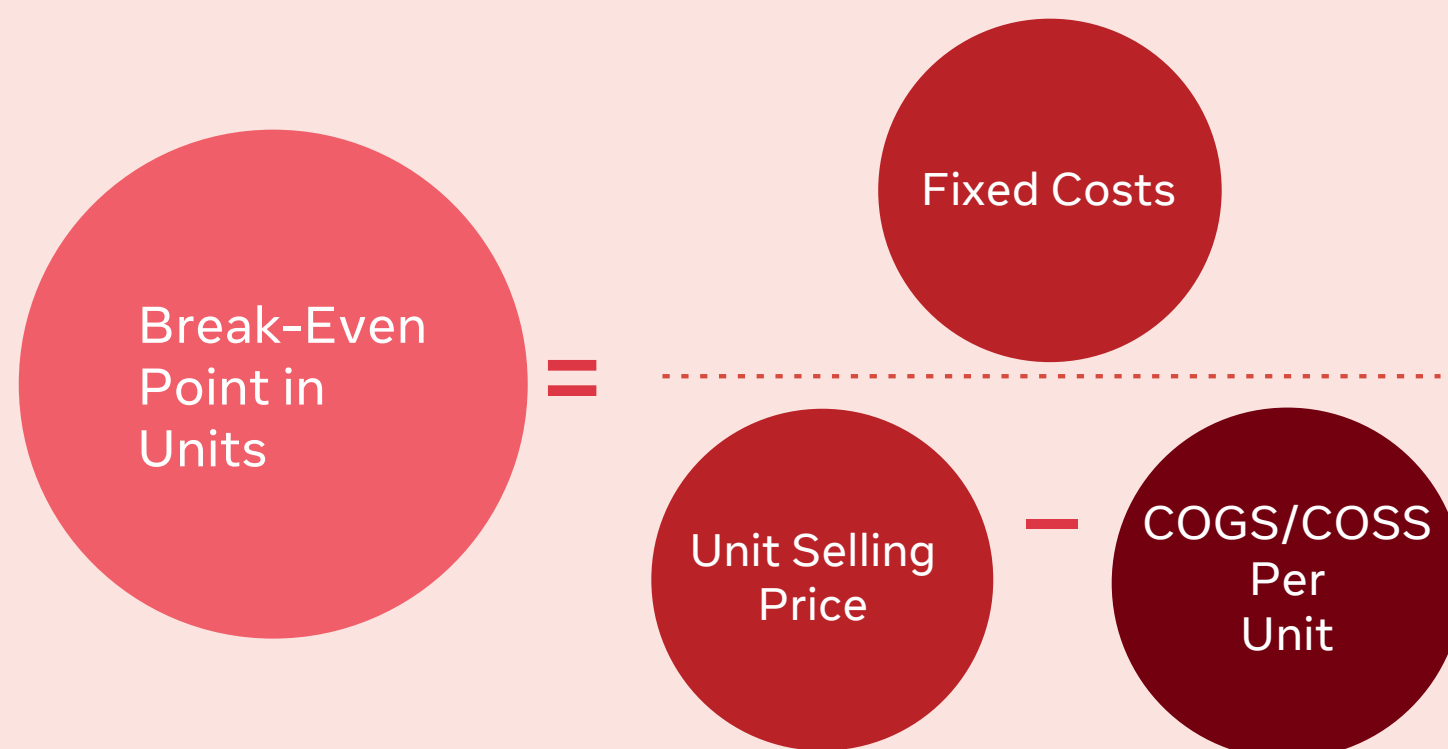 Break-Even
Point in
Units
=
Fixed Costs
Unit Selling
Price
−
COGS/COSS
Per
Unit